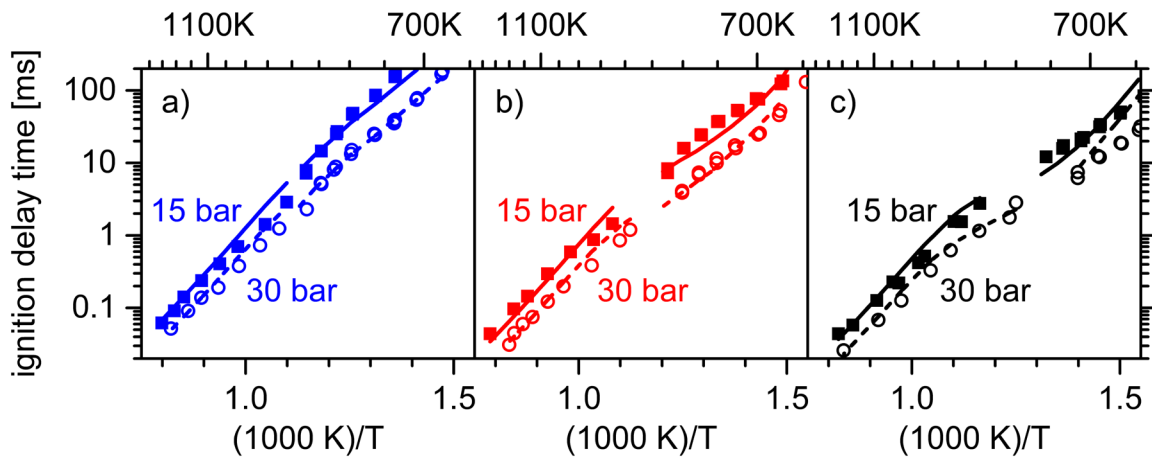 1100K 700K 1100K 700K 1100K 700K
ignition delay time [ms]
100
10
1
0.1
a)
15 bar
30 bar
b)
15 bar
30 bar
c)
15 bar
30 bar
1.0 1.5 1.0 1.5 1.0 1.5
(1000 K)/T (1000 K)/T (1000 K)/T